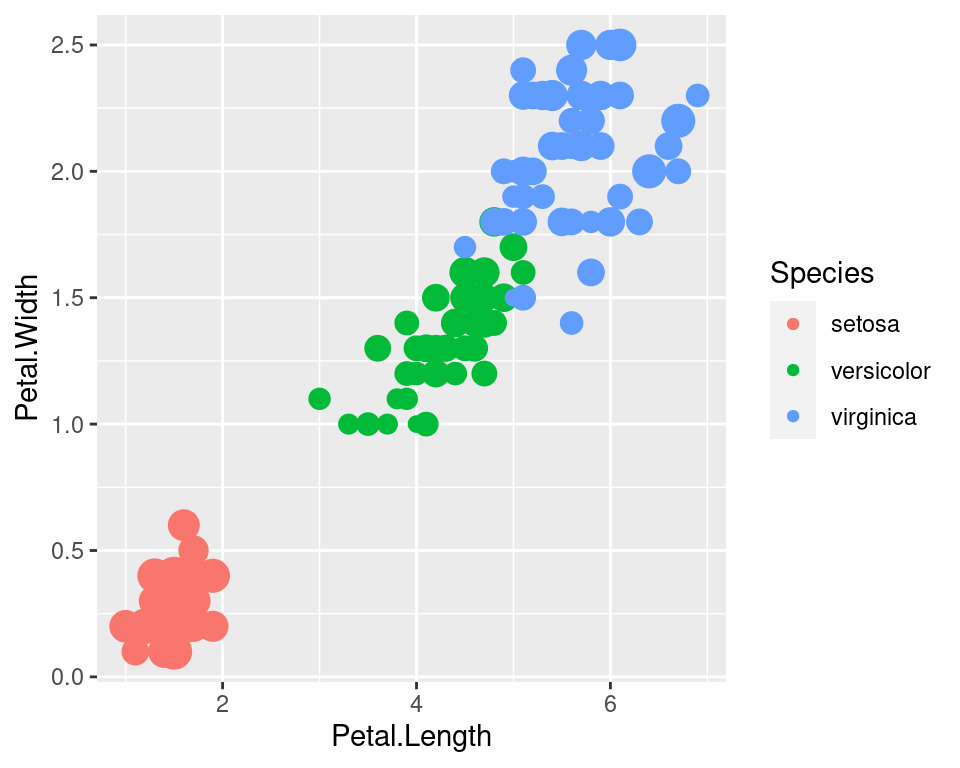 2.5
2.0
1.5
1.0
0.5
0.0
2 4 6
Petal.Length
Petal.Width
Species
setosa
versicolor
virginica